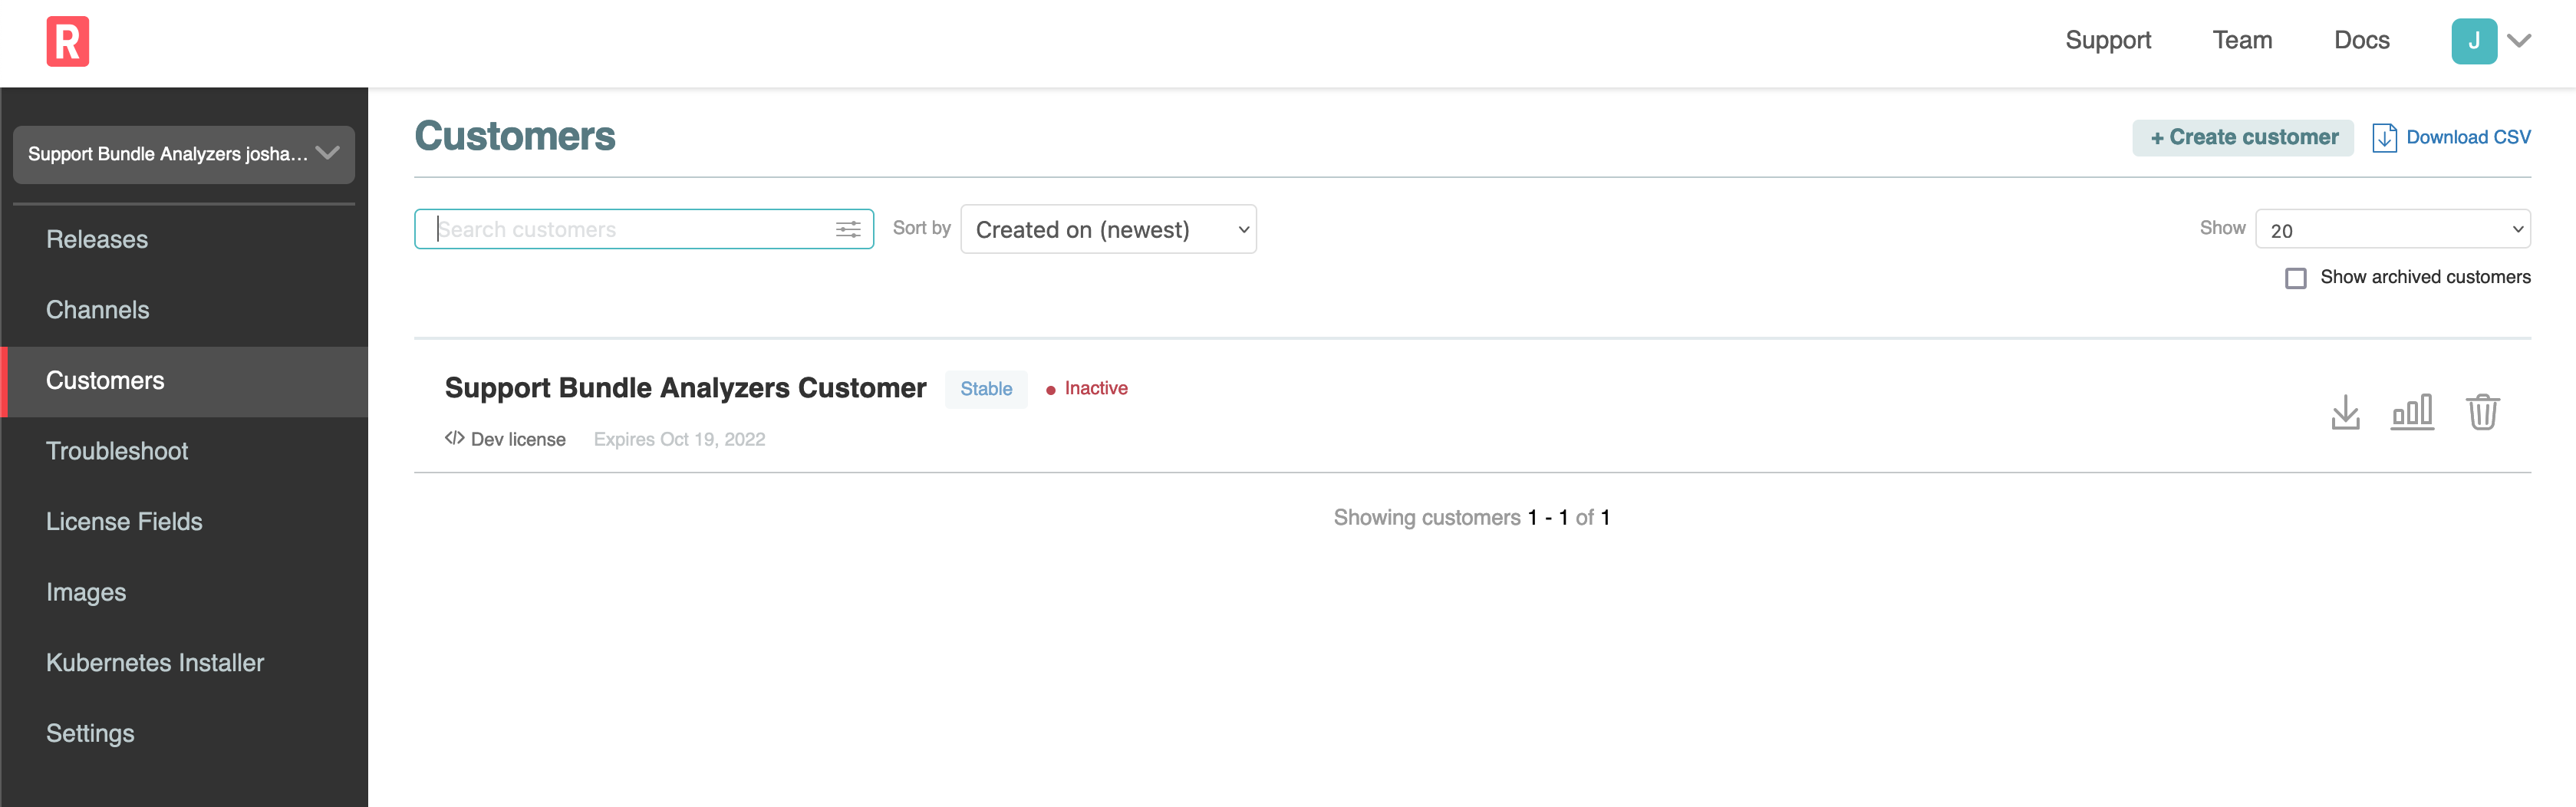 R
Support Team Docs J
Support Bundle Analyzers josha...
Releases
Channels
Customers
Troubleshoot
License Fields
Images
Kubernetes Installer
Settings
Customers
+ Create customer Download CSV
Search customers Sort by Created on (newest) Show 20
Show archived customers
Support Bundle Analyzers Customer Stable Inactive
</> Dev license Expires Oct 19, 2022
Showing customers 1 - 1 of 1